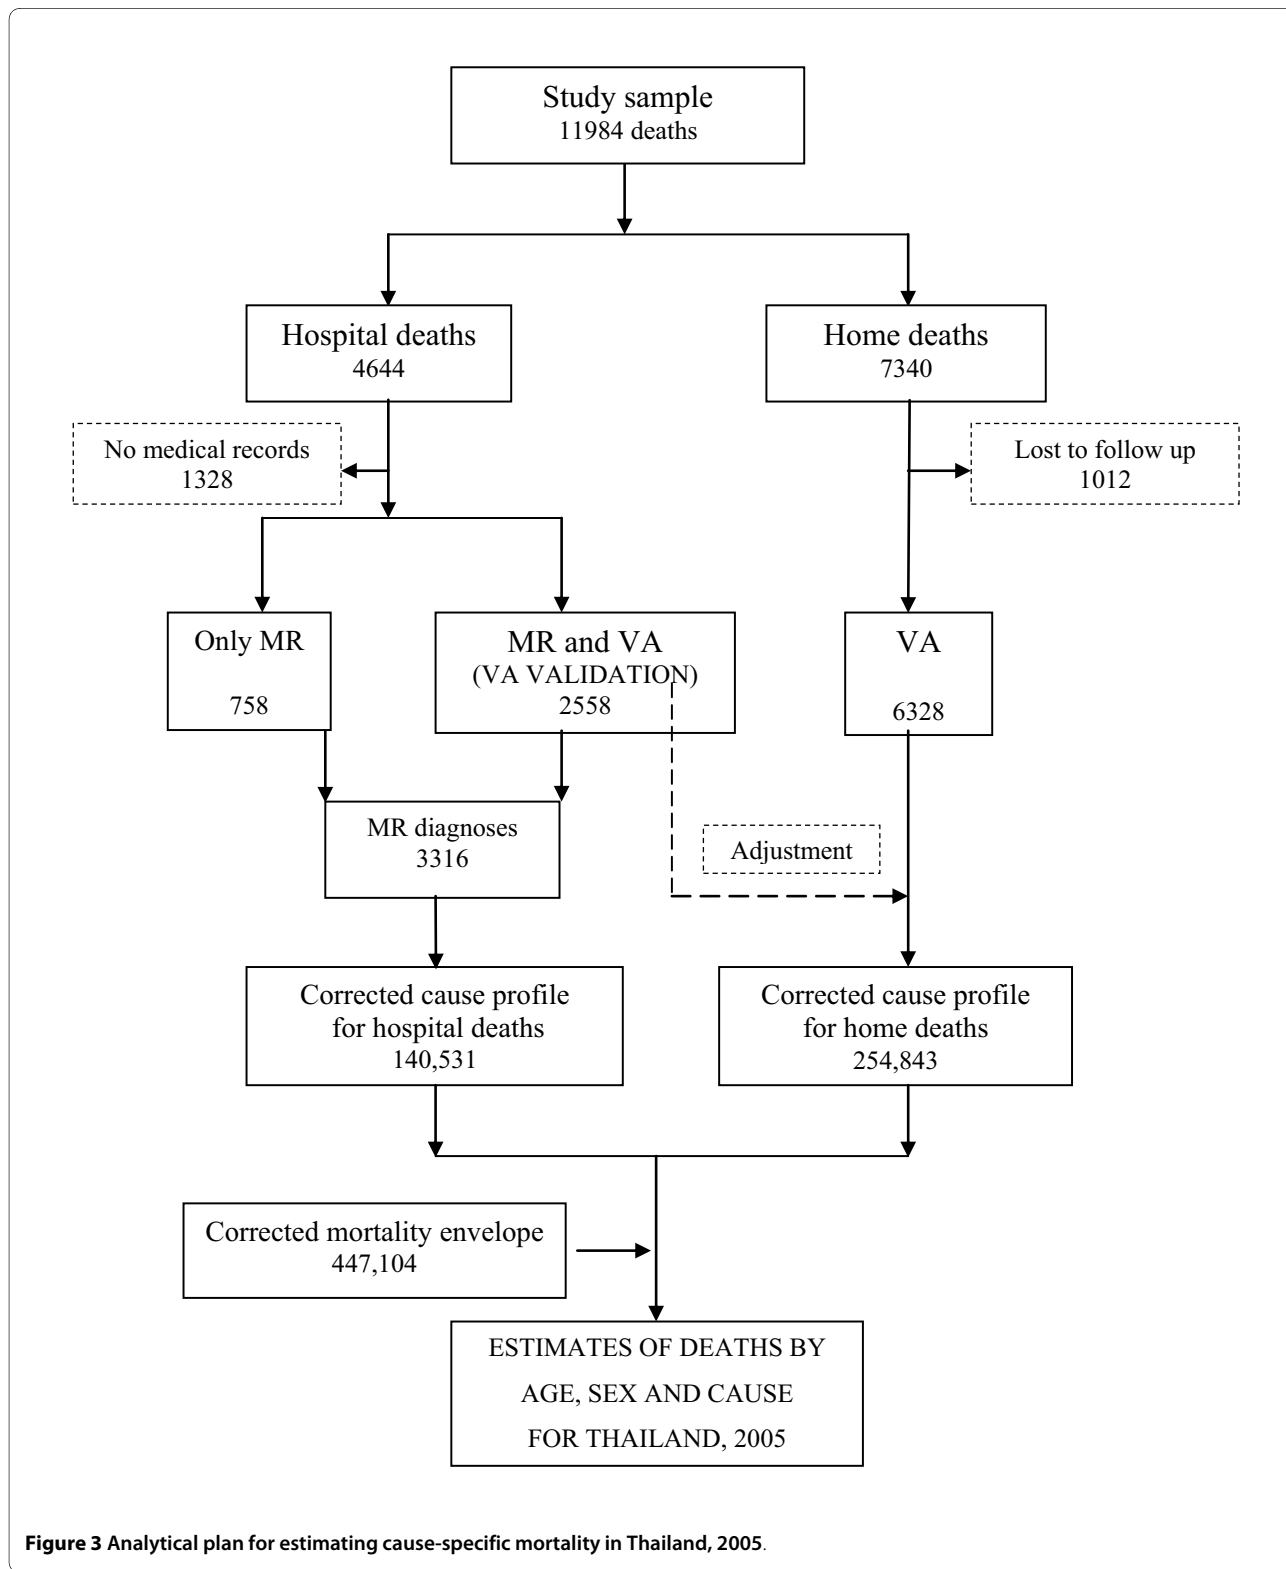 Study sample
11984 deaths
Hospital deaths
4644
Home deaths
7340
No medical records
1328
Lost to follow up
1012
Only MR
758
MR and VA
(VA VALIDATION)
2558
VA
6328
MR diagnoses
3316
Adjustment
Corrected cause profile
for hospital deaths
140,531
Corrected cause profile
for home deaths
254,843
Corrected mortality envelope
447,104
ESTIMATES OF DEATHS BY
AGE, SEX AND CAUSE
FOR THAILAND, 2005
Figure 3 Analytical plan for estimating cause-specific mortality in Thailand, 2005.